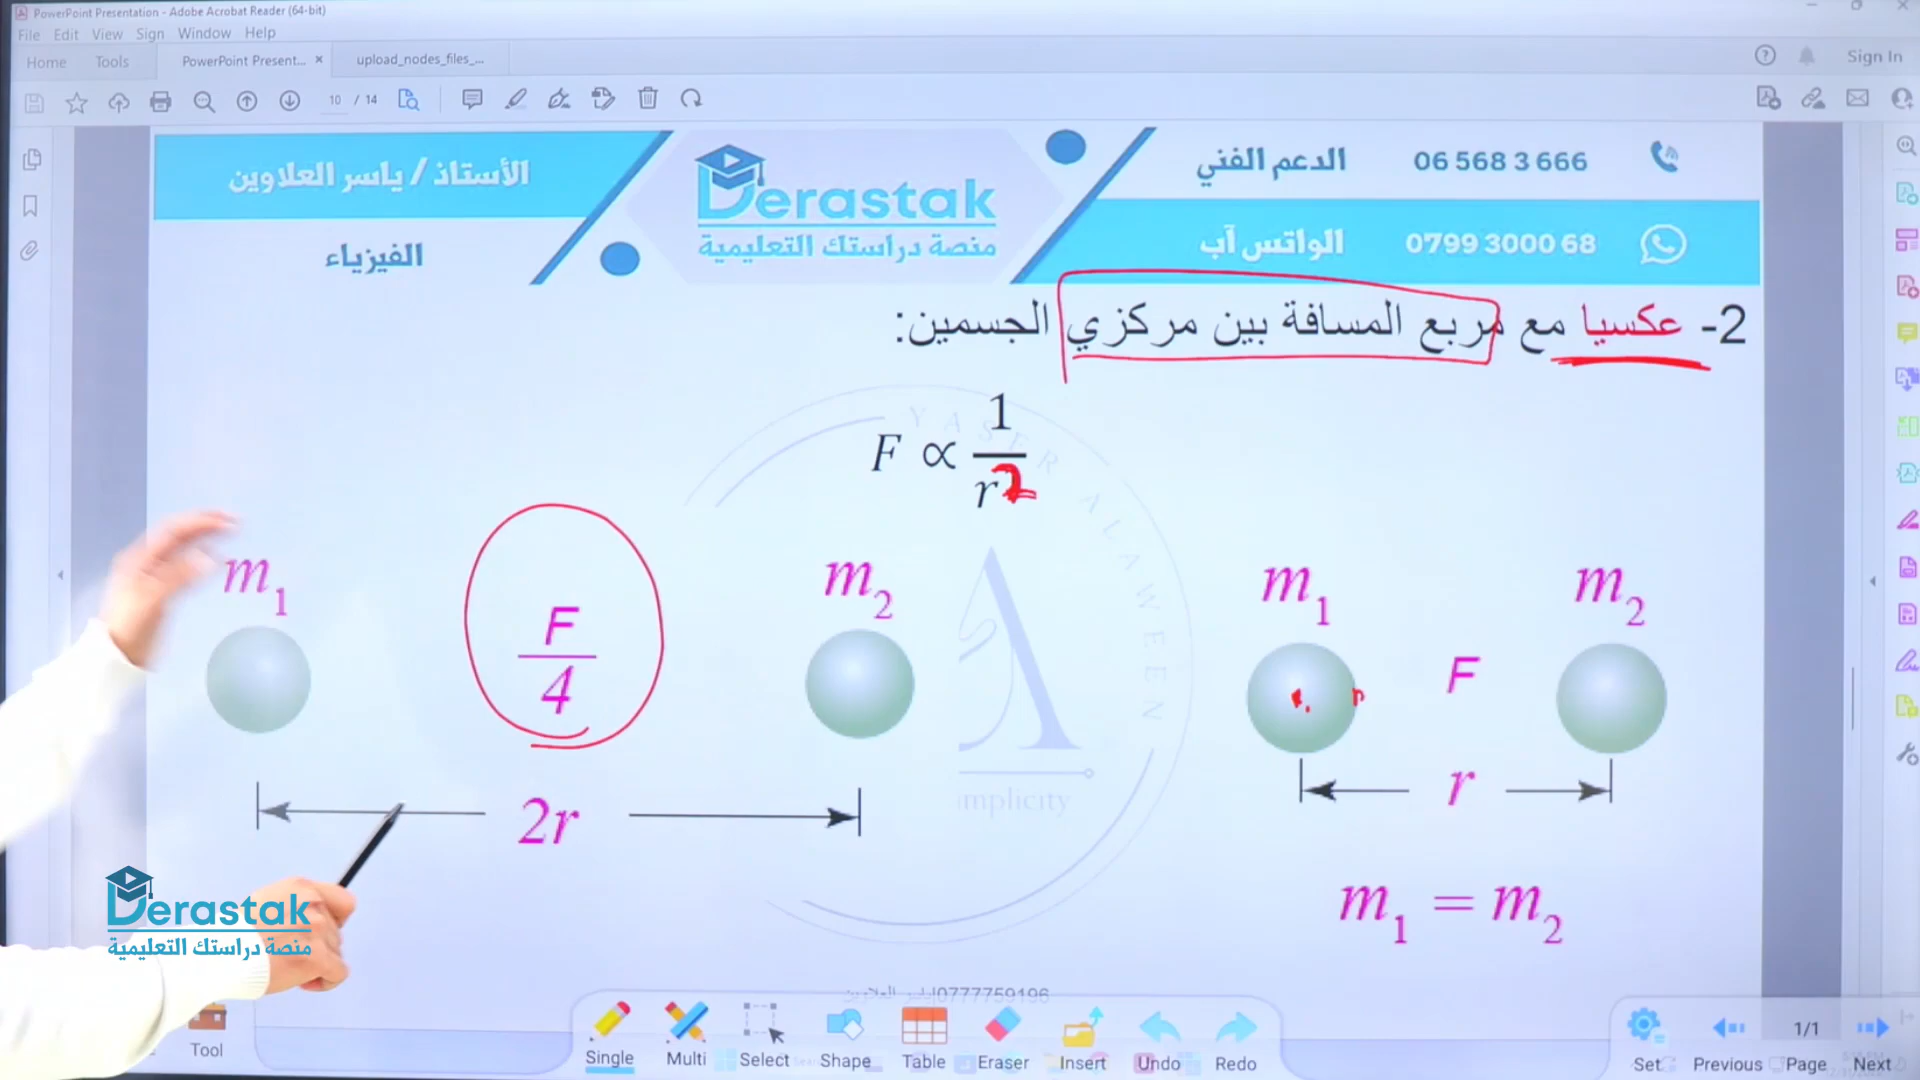 PowerPoint Presentation - Adobe Acrobat Reader (64-bit)
File Edit View Sign Window Help
Home Tools PowerPoint Present... × upload_nodes_files_...
Sign In
10 / 14
الأستاذ / ياسر العلاوين
الفيزياء
Derastak
منصة دراستك التعليمية
الدعم الفني 06 568 3 666
الواتس آب 0799 3000 68
2- عكسيا مع مربع المسافة بين مركزي الجسمين:
F ∝ 1/r²
YASER ALAWEEN
m₁ F/4 m₂
2r
m₁ F m₂
r
m₁ = m₂
Derastak
منصة دراستك التعليمية
0777759196
Tool
Single Multi Select Shape Table Eraser Insert Undo Redo
Set Previous 1/1 Page Next